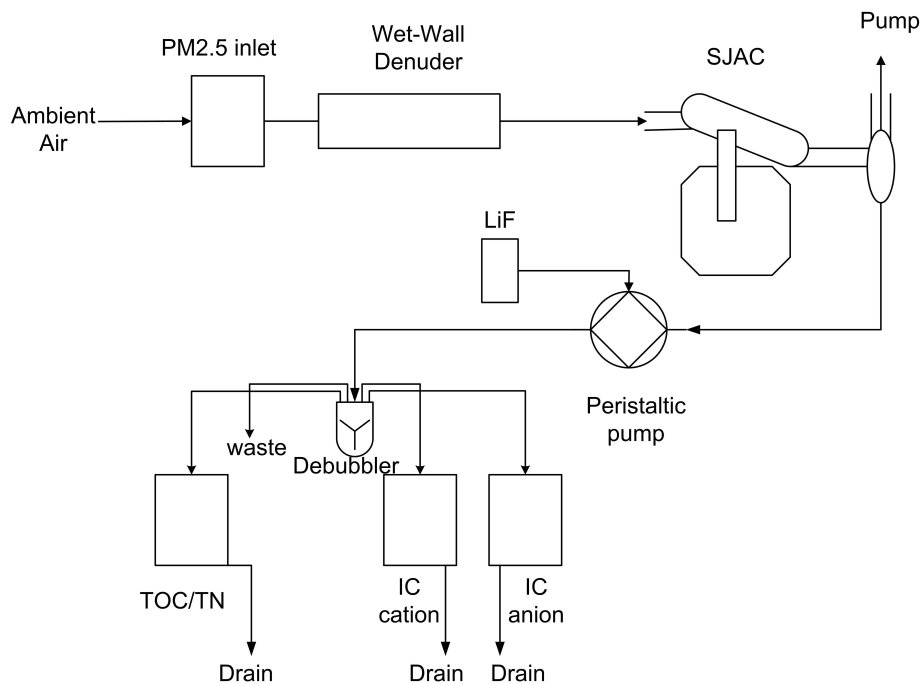 Pump
Wet-Wall
Denuder
PM2.5 inlet
SJAC
Ambient
Air
LiF
Peristaltic
pump
waste
Debubbler
TOC/TN
IC
cation
IC
anion
Drain
Drain
Drain